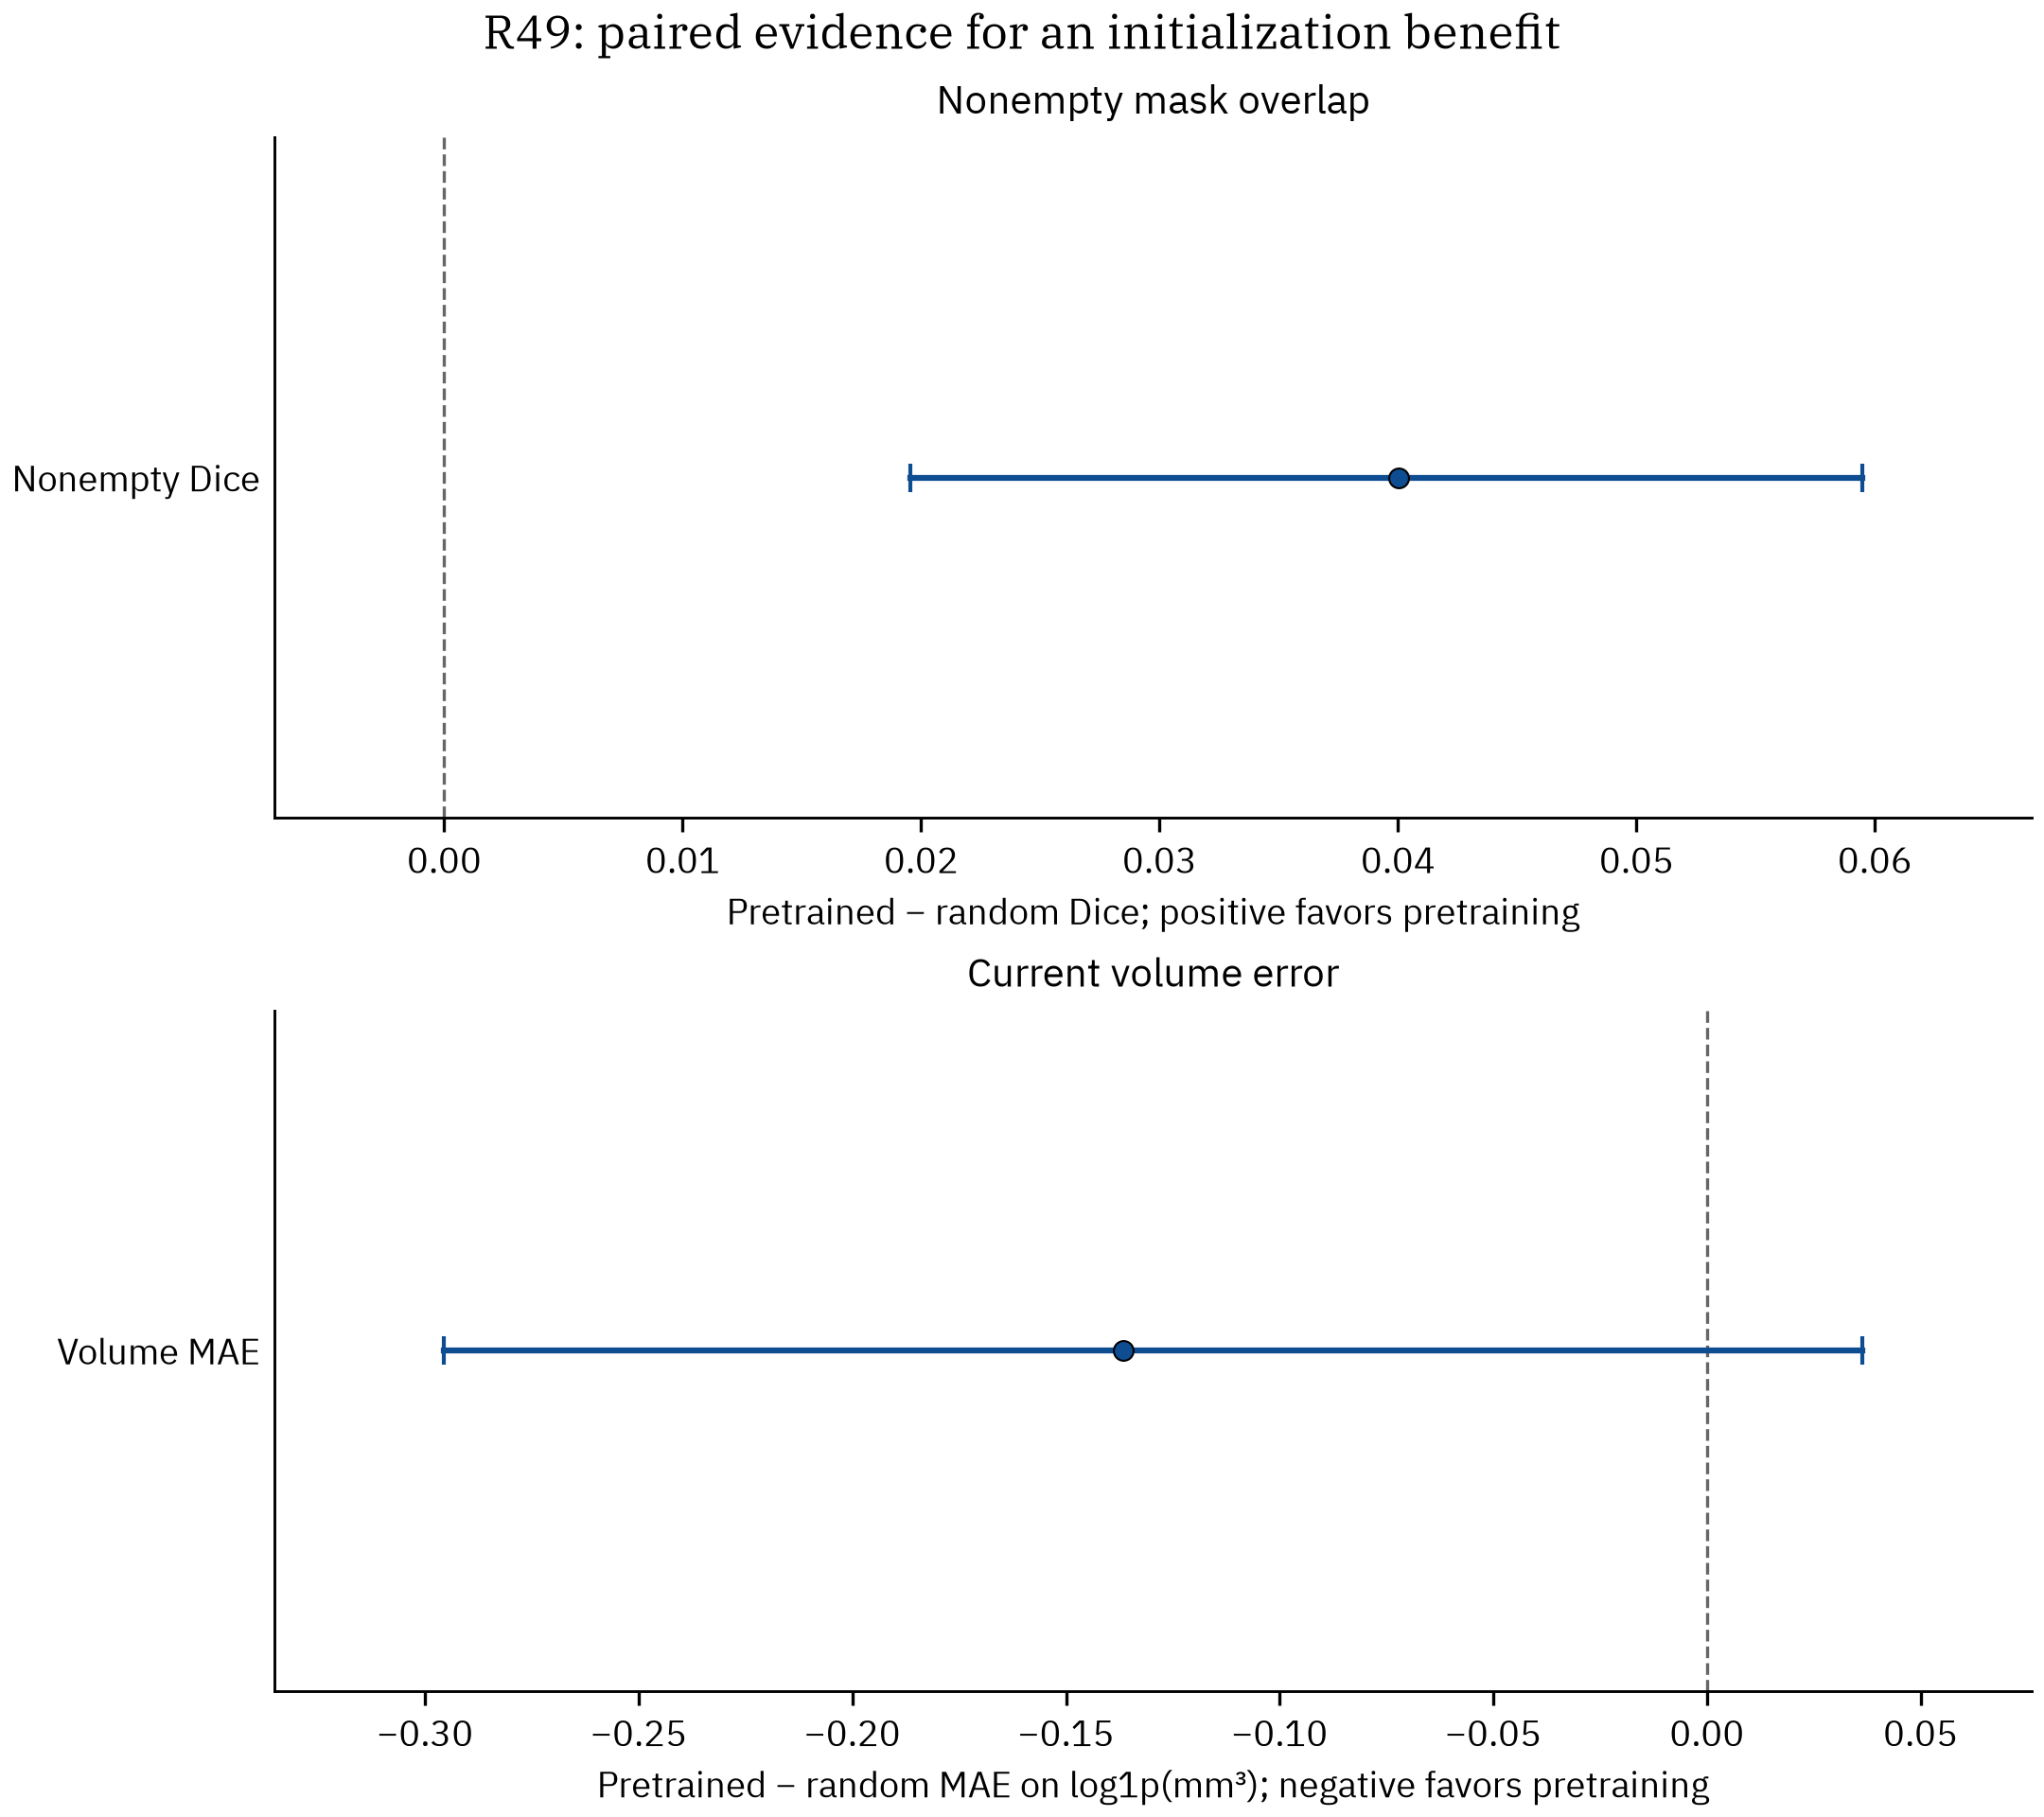 R49: paired evidence for an initialization benefit
Nonempty mask overlap
Nonempty Dice
0.00 0.01 0.02 0.03 0.04 0.05 0.06
Pretrained – random Dice; positive favors pretraining
Current volume error
Volume MAE
−0.30 −0.25 −0.20 −0.15 −0.10 −0.05 0.00 0.05
Pretrained – random MAE on log1p(mm³); negative favors pretraining